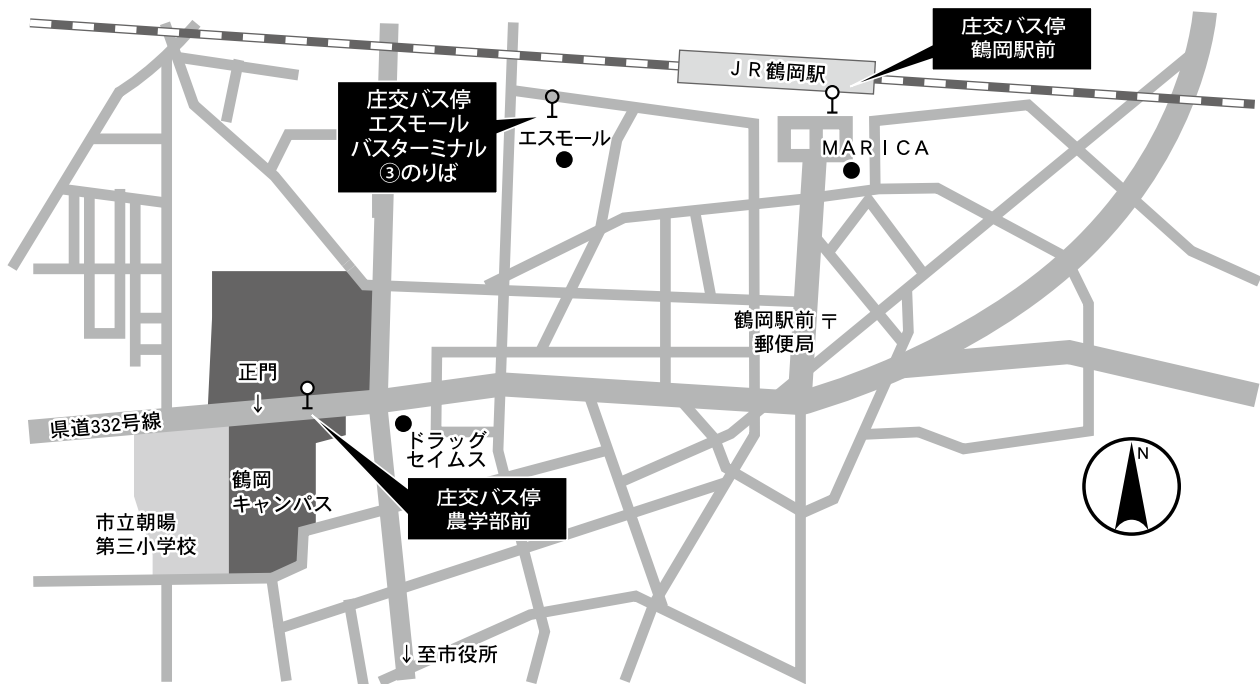 庄交バス停
鶴岡駅前
ＪＲ鶴岡駅
庄交バス停
エスモール
バスターミナル
③のりば
エスモール
ＭＡＲＩＣＡ
鶴岡駅前 〒
郵便局
正門
↓
県道332号線
ドラッグ
セイムス
鶴岡
キャンパス
庄交バス停
農学部前
市立朝暘
第三小学校
N
↓至市役所